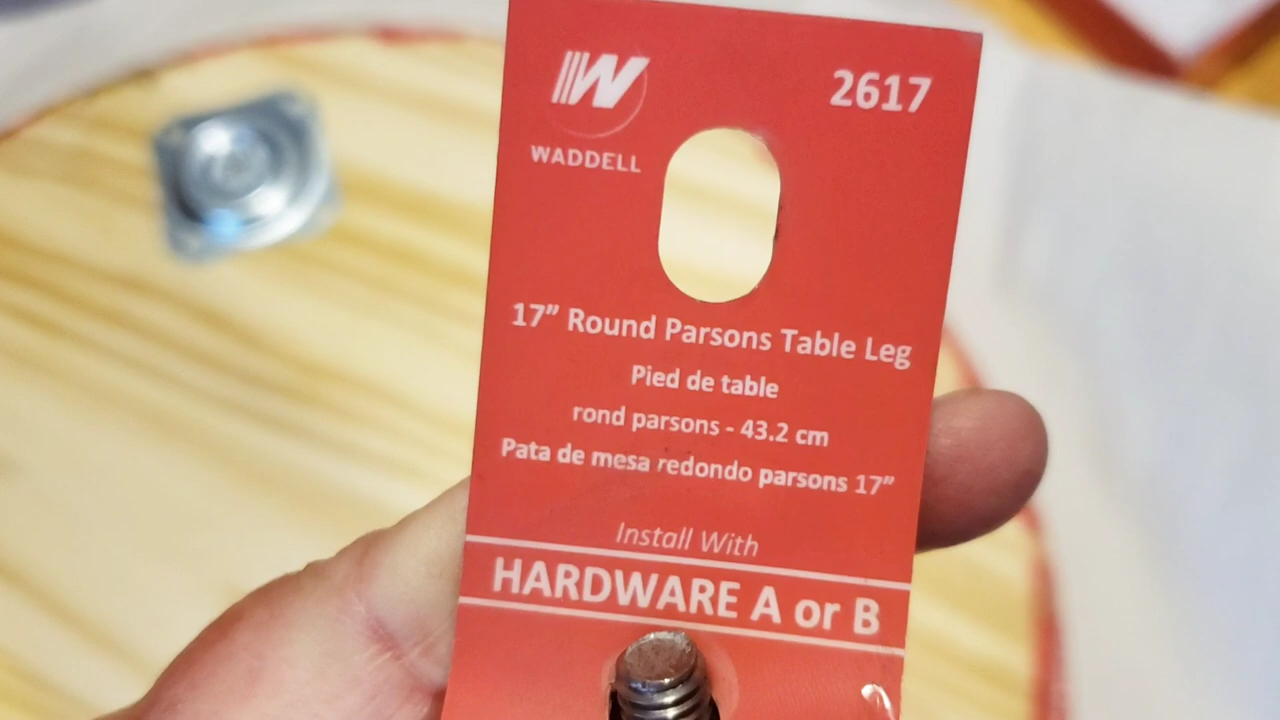 W
WADDELL
2617
17” Round Parsons Table Leg
Pied de table
rond parsons - 43.2 cm
Pata de mesa redondo parsons 17”
Install With
HARDWARE A or B